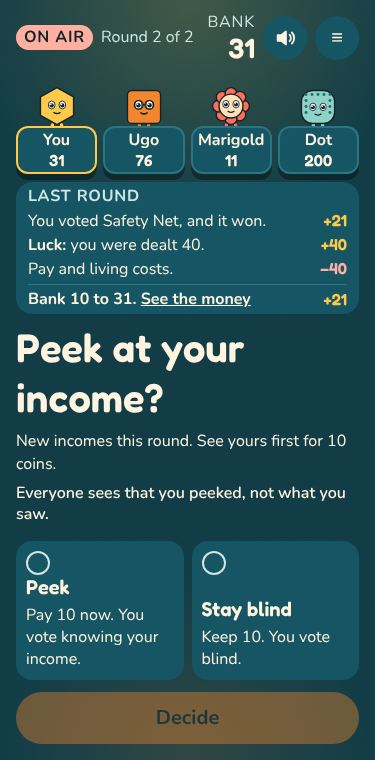 ON AIR
Round 2 of 2
BANK
31
You
31
Ugo
76
Marigold
11
Dot
200
LAST ROUND
You voted Safety Net, and it won. +21
Luck: you were dealt 40. +40
Pay and living costs. −40
Bank 10 to 31. See the money +21
Peek at your
income?
New incomes this round. See yours first for 10
coins.
Everyone sees that you peeked, not what you
saw.
Peek
Pay 10 now. You
vote knowing your
income.
Stay blind
Keep 10. You vote
blind.
Decide